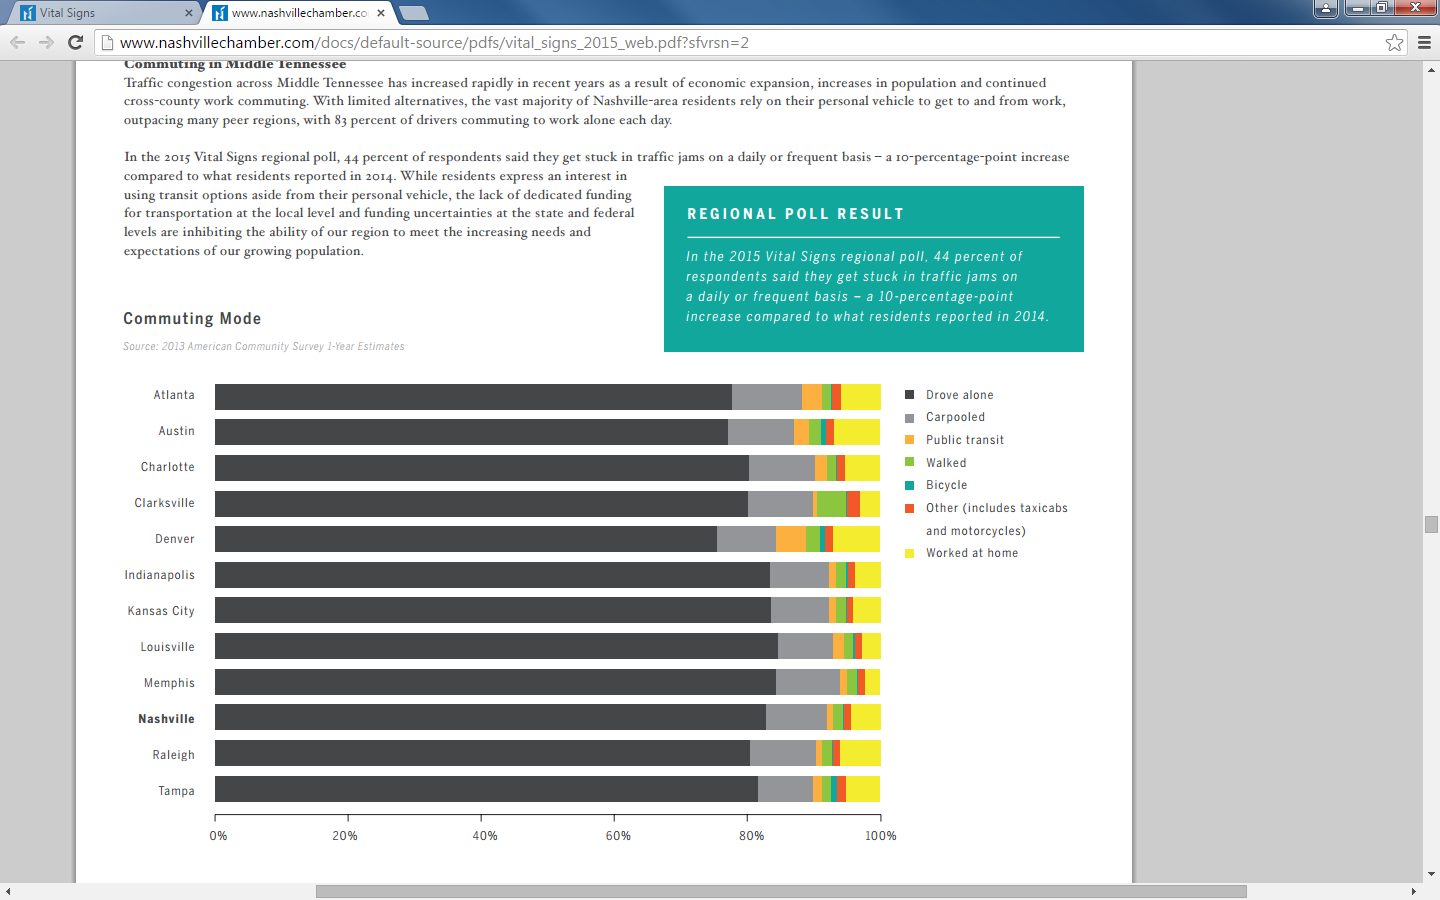 Vital Signs
www.nashvillechamber.co
www.nashvillechamber.com/docs/default-source/pdfs/vital_signs_2015_web.pdf?sfvrsn=2
Commuting in Middle Tennessee
Traffic congestion across Middle Tennessee has increased rapidly in recent years as a result of economic expansion, increases in population and continued
cross-county work commuting. With limited alternatives, the vast majority of Nashville-area residents rely on their personal vehicle to get to and from work,
outpacing many peer regions, with 83 percent of drivers commuting to work alone each day.
In the 2015 Vital Signs regional poll, 44 percent of respondents said they get stuck in traffic jams on a daily or frequent basis – a 10-percentage-point increase
compared to what residents reported in 2014. While residents express an interest in
using transit options aside from their personal vehicle, the lack of dedicated funding
for transportation at the local level and funding uncertainties at the state and federal
levels are inhibiting the ability of our region to meet the increasing needs and
expectations of our growing population.
REGIONAL POLL RESULT
In the 2015 Vital Signs regional poll, 44 percent of
respondents said they get stuck in traffic jams on
a daily or frequent basis – a 10-percentage-point
increase compared to what residents reported in 2014.
Commuting Mode
Source: 2013 American Community Survey 1-Year Estimates
Atlanta
Austin
Charlotte
Clarksville
Denver
Indianapolis
Kansas City
Louisville
Memphis
Nashville
Raleigh
Tampa
0% 20% 40% 60% 80% 100%
Drove alone
Carpooled
Public transit
Walked
Bicycle
Other (includes taxicabs
and motorcycles)
Worked at home